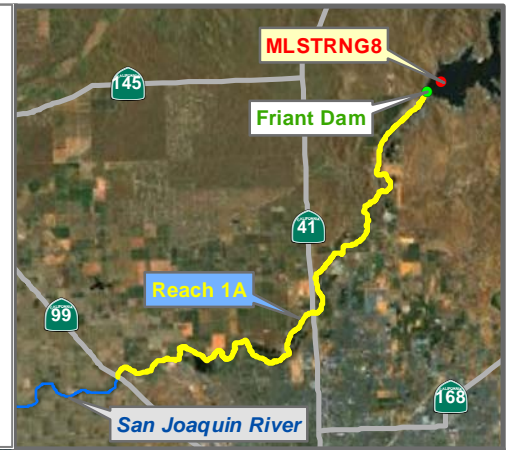 MLSTRNG8
145
Friant Dam
41
Reach 1A
99
168
San Joaquin River